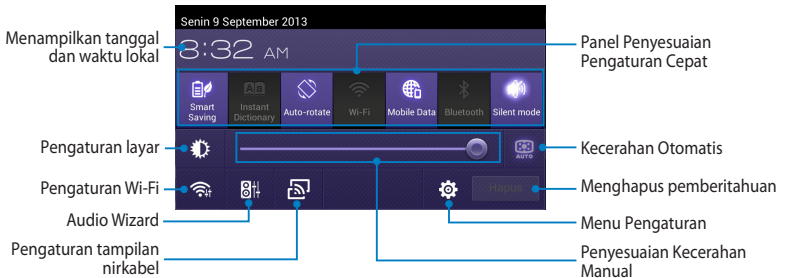 Senin 9 September 2013
8:32 AM
Menampilkan tanggal
dan waktu lokal
Panel Penyesuaian
Pengaturan Cepat
Smart
Saving
Instant
Dictionary
Auto-rotate
Wi-Fi
Mobile Data
Bluetooth
Silent mode
Pengaturan layar
AUTO
Kecerahan Otomatis
Pengaturan Wi-Fi
Hapus
Menghapus pemberitahuan
Audio Wizard
Menu Pengaturan
Pengaturan tampilan
nirkabel
Penyesuaian Kecerahan
Manual